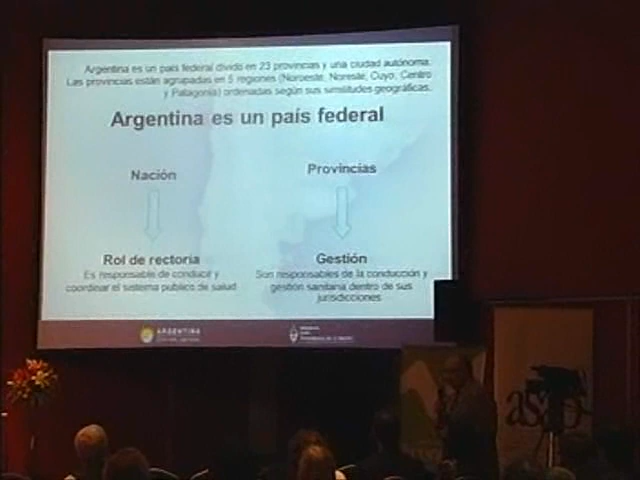 Argentina es un país federal divido en 23 provincias y una ciudad autónoma.
Las provincias están agrupadas en 5 regiones (Noroeste, Noreste, Cuyo, Centro
y Patagonia) ordenadas según sus similitudes geográficas.
Argentina es un país federal
Nación
Provincias
Rol de rectoría
Es responsable de conducir y
coordinar el sistema público de salud
Gestión
Son responsables de la conducción y
gestión sanitaria dentro de sus
jurisdicciones
ARGENTINA